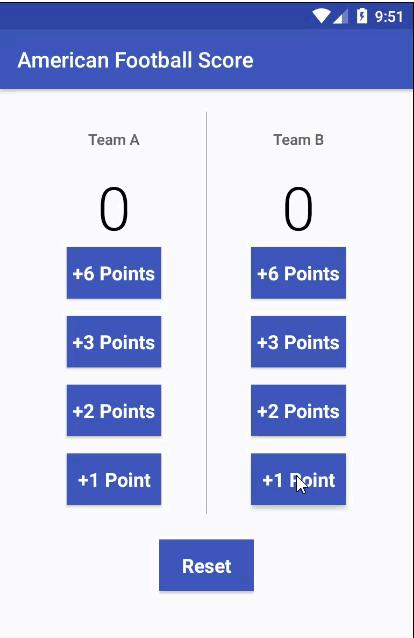 9:51
American Football Score
Team A
0
+6 Points
+3 Points
+2 Points
+1 Point
Team B
0
+6 Points
+3 Points
+2 Points
+1 Point
Reset